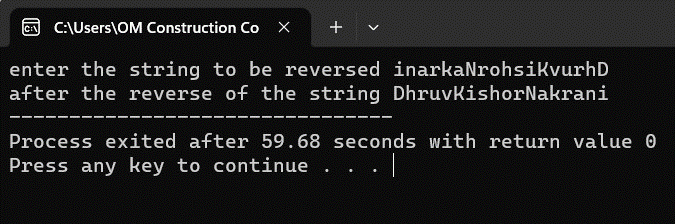 C:\Users\OM Construction Co
enter the string to be reversed inarkaNrohsiKvurhD
after the reverse of the string DhruvKishorNakrani
--------------------------------
Process exited after 59.68 seconds with return value 0
Press any key to continue . . .